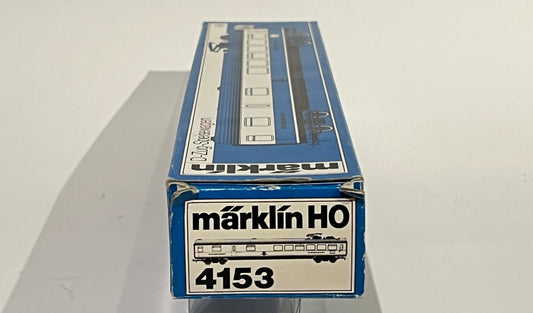 D-Zug-Speisewagen
märklin
märklin HO
4153